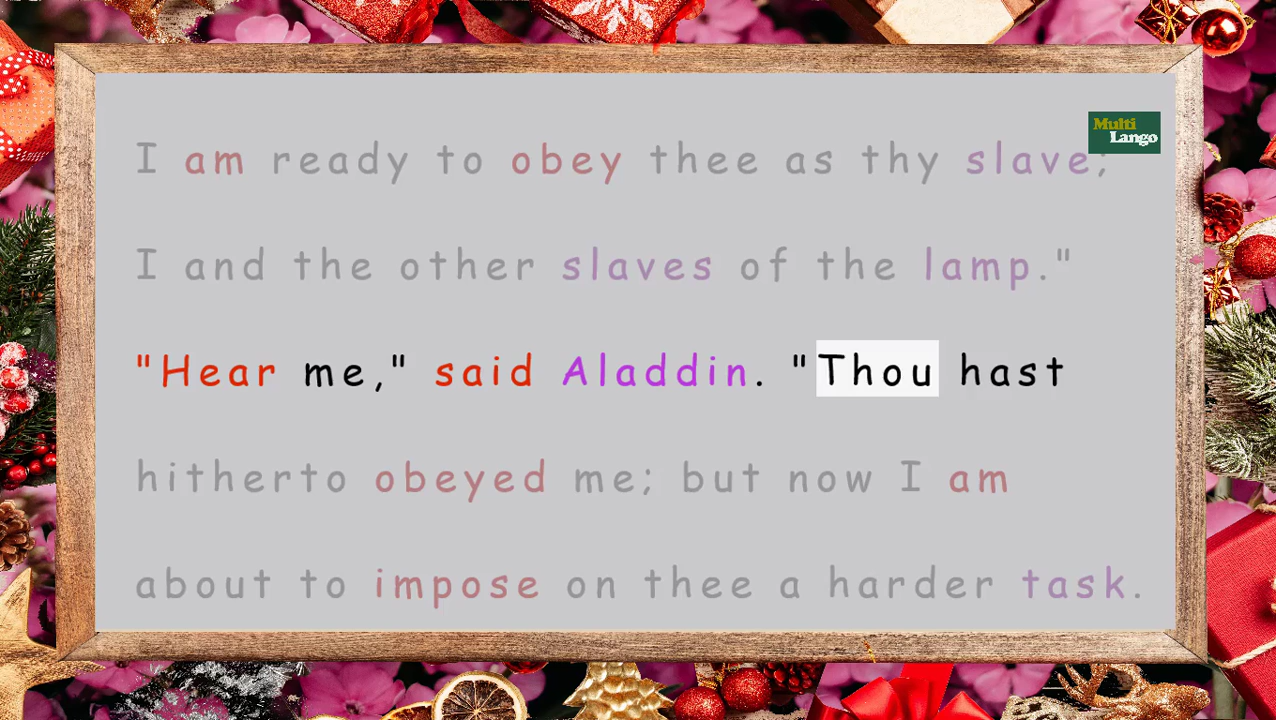 Multi
Lango
I am ready to obey thee as thy slave;
I and the other slaves of the lamp."
"Hear me," said Aladdin. "Thou hast
hitherto obeyed me; but now I am
about to impose on thee a harder task.